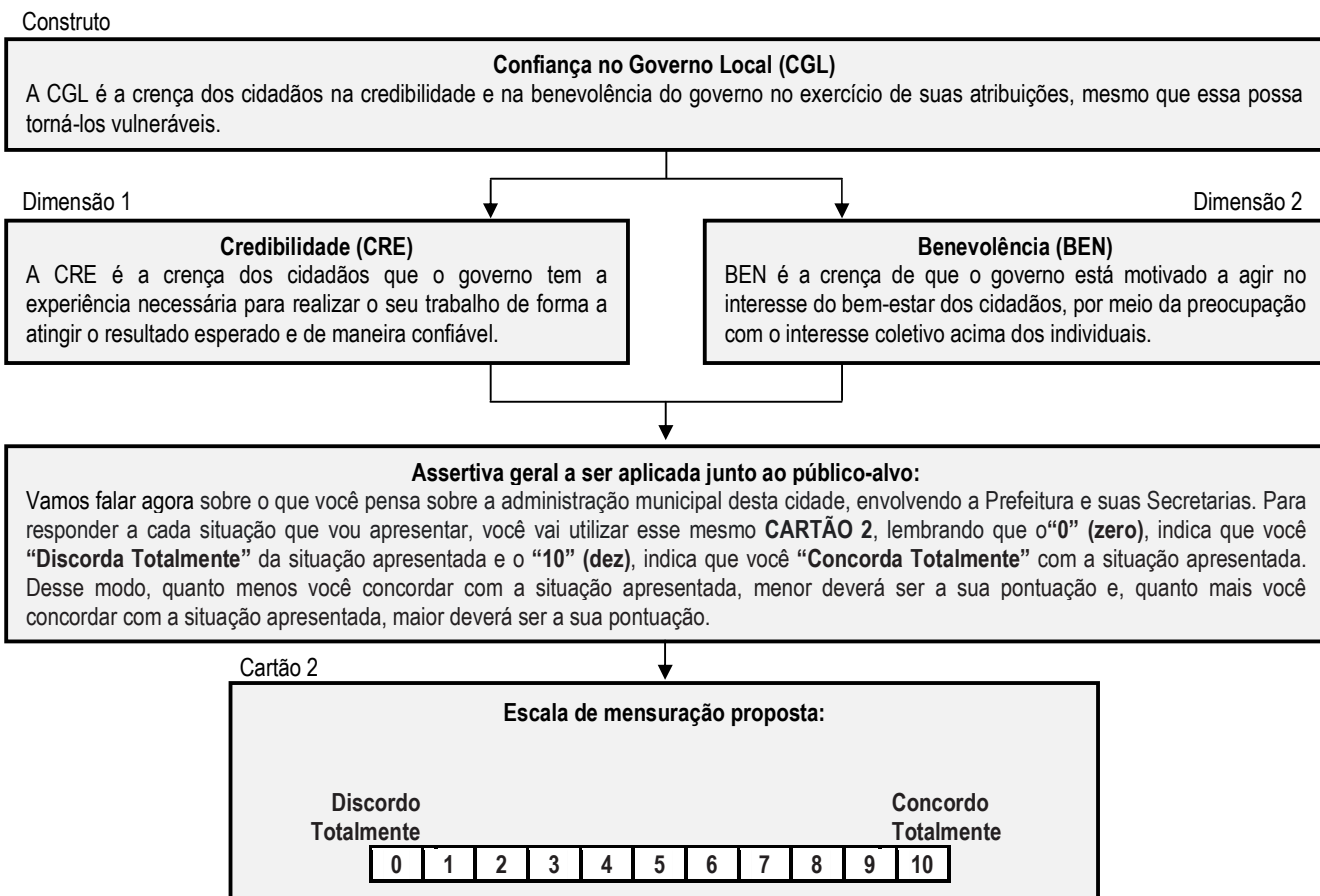 Construto
Confiança no Governo Local (CGL)
A CGL é a crença dos cidadãos na credibilidade e na benevolência do governo no exercício de suas atribuições, mesmo que essa possa
torná-los vulneráveis.
Dimensão 1
Dimensão 2
Credibilidade (CRE)
A CRE é a crença dos cidadãos que o governo tem a
experiência necessária para realizar o seu trabalho de forma a
atingir o resultado esperado e de maneira confiável.
Benevolência (BEN)
BEN é a crença de que o governo está motivado a agir no
interesse do bem-estar dos cidadãos, por meio da preocupação
com o interesse coletivo acima dos individuais.
Assertiva geral a ser aplicada junto ao público-alvo:
Vamos falar agora sobre o que você pensa sobre a administração municipal desta cidade, envolvendo a Prefeitura e suas Secretarias. Para
responder a cada situação que vou apresentar, você vai utilizar esse mesmo CARTÃO 2, lembrando que o“0” (zero), indica que você
“Discorda Totalmente” da situação apresentada e o “10” (dez), indica que você “Concorda Totalmente” com a situação apresentada.
Desse modo, quanto menos você concordar com a situação apresentada, menor deverá ser a sua pontuação e, quanto mais você
concordar com a situação apresentada, maior deverá ser a sua pontuação.
Cartão 2
Escala de mensuração proposta:
Discordo
Totalmente
Concordo
Totalmente
0 1 2 3 4 5 6 7 8 9 10